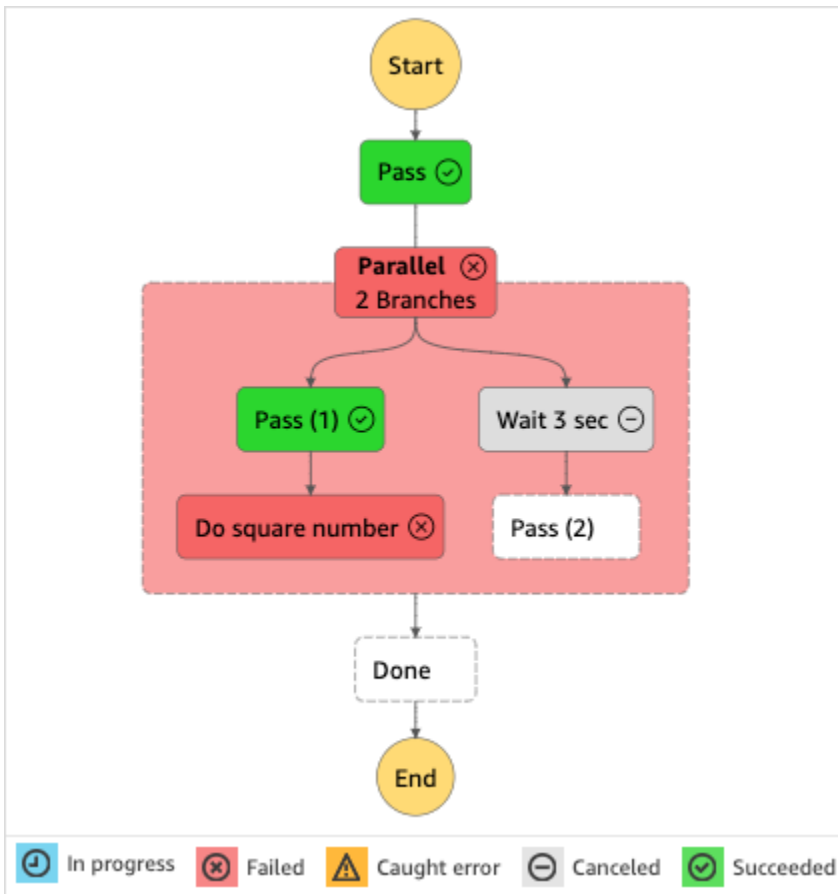 Start
Pass
Parallel
2 Branches
Pass (1)
Wait 3 sec
Do square number
Pass (2)
Done
End
In progress
Failed
Caught error
Canceled
Succeeded